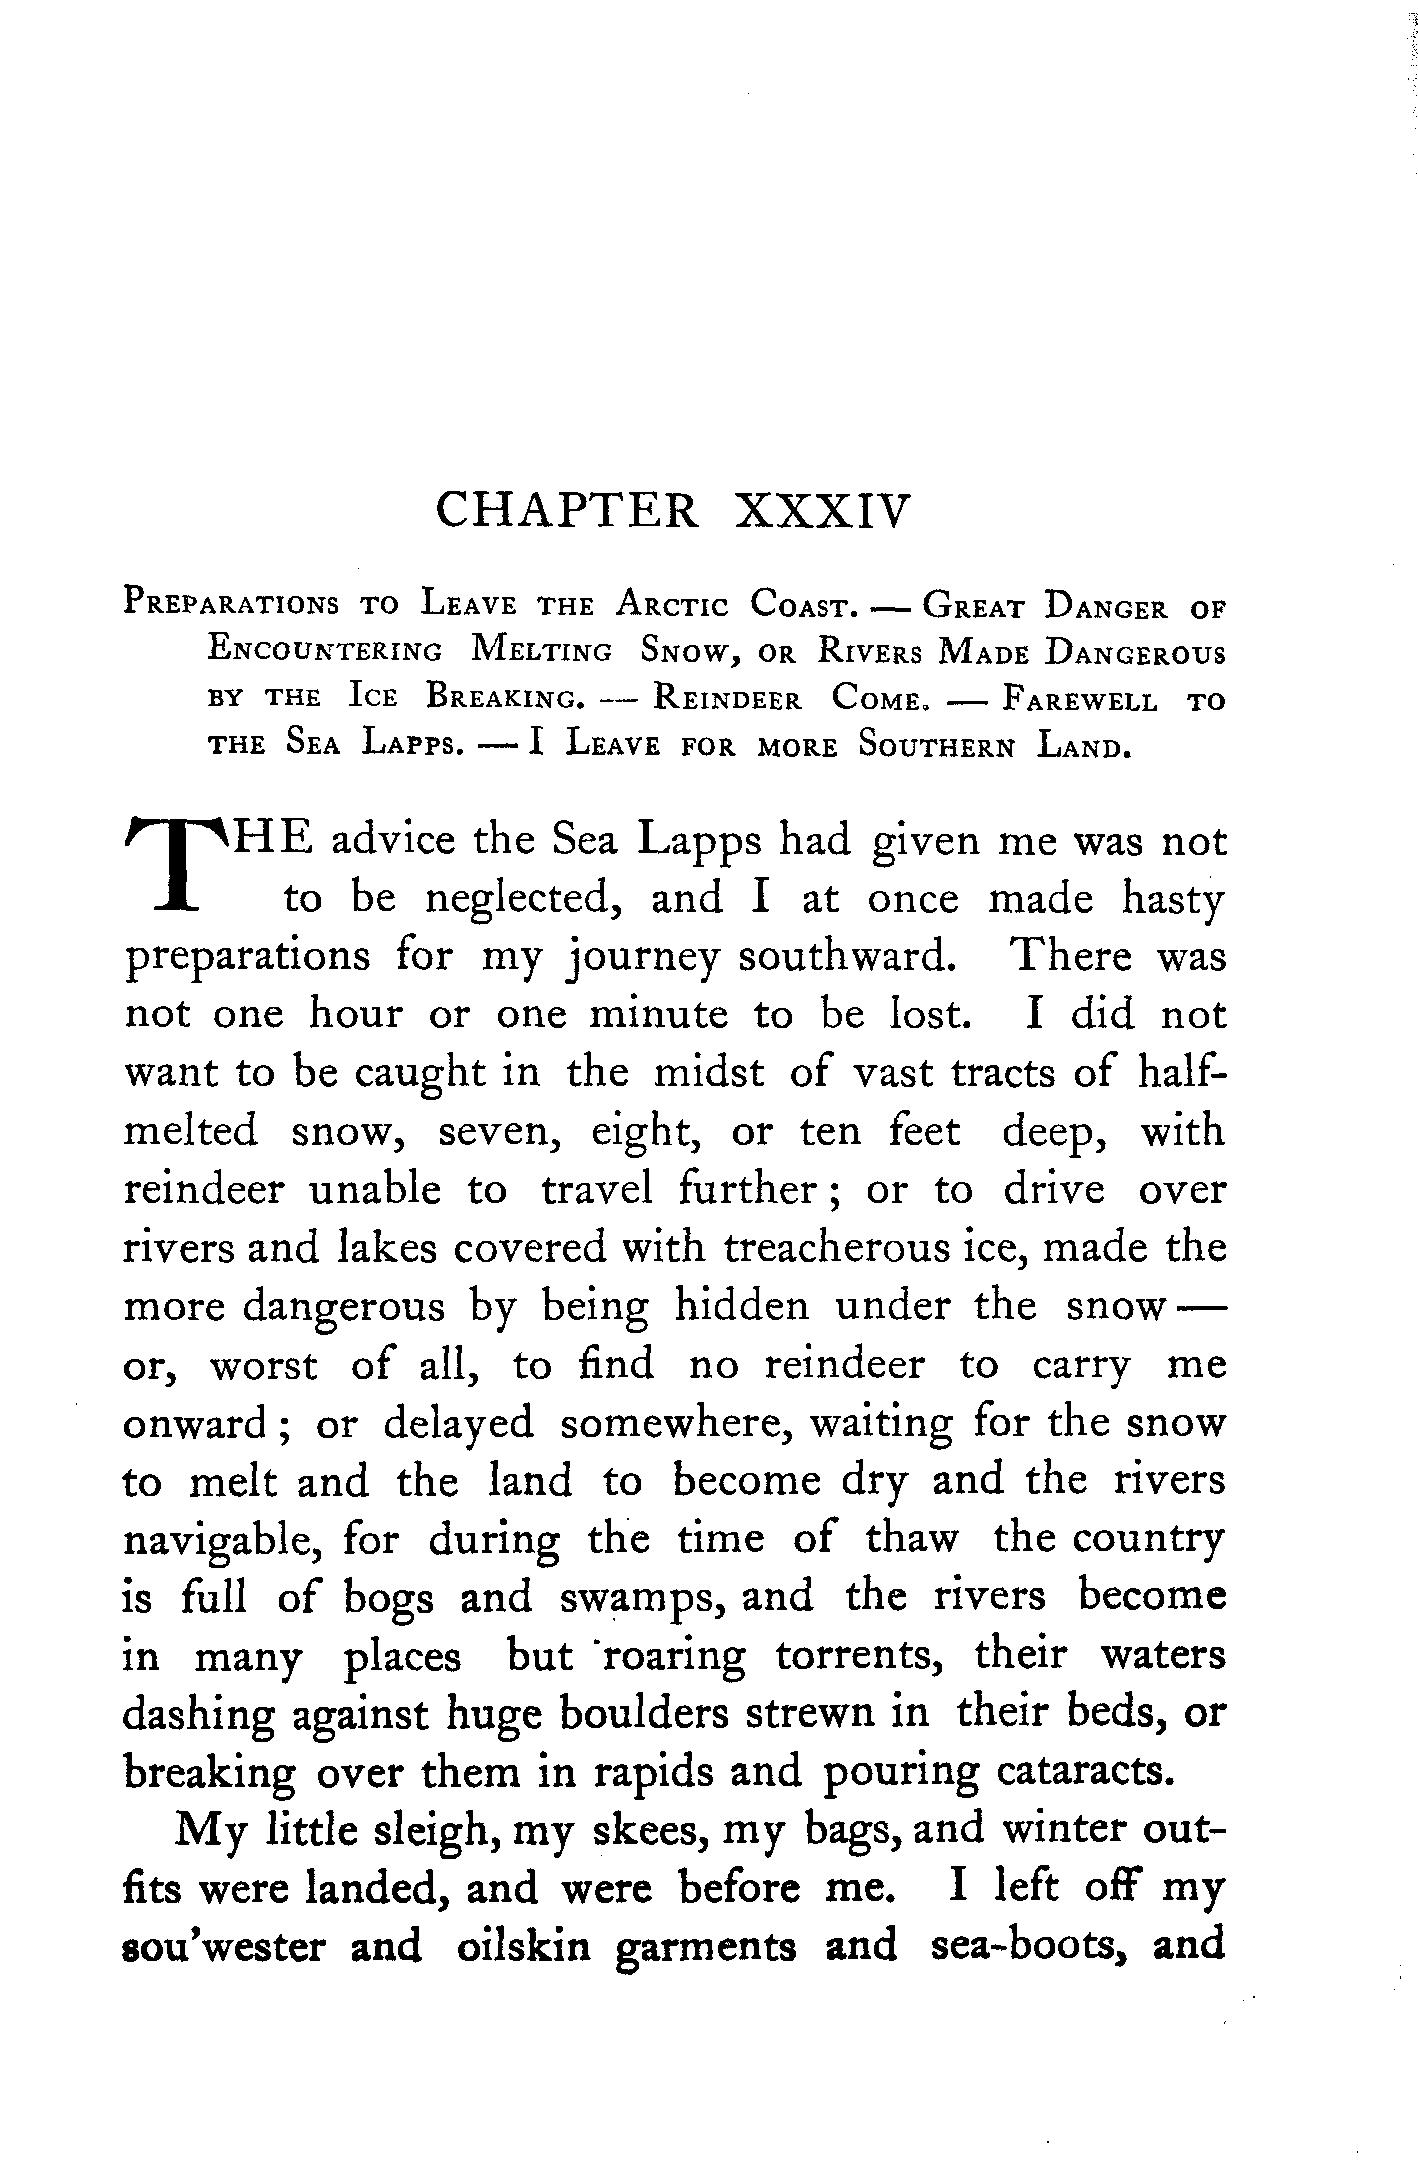 CHAPTER XXXIV
Preparations to Leave the Arctic Coast. — Great Danger of
Encountering Melting Snow, or Rivers Made Dangerous
by the Ice Breaking. — Reindeer Come. — Farewell to
the Sea Lapps. — I Leave for more Southern Land.
THE advice the Sea Lapps had given me was not
to be neglected, and I at once made hasty
preparations for my journey southward. There was
not one hour or one minute to be lost. I did not
want to be caught in the midst of vast tracts of half-
melted snow, seven, eight, or ten feet deep, with
reindeer unable to travel further ; or to drive over
rivers and lakes covered with treacherous ice, made the
more dangerous by being hidden under the snow —
or, worst of all, to find no reindeer to carry me
onward ; or delayed somewhere, waiting for the snow
to melt and the land to become dry and the rivers
navigable, for during the time of thaw the country
is full of bogs and swamps, and the rivers become
in many places but roaring torrents, their waters
dashing against huge boulders strewn in their beds, or
breaking over them in rapids and pouring cataracts.
My little sleigh, my skees, my bags, and winter out-
fits were landed, and were before me. I left off my
sou'wester and oilskin garments and sea-boots, and